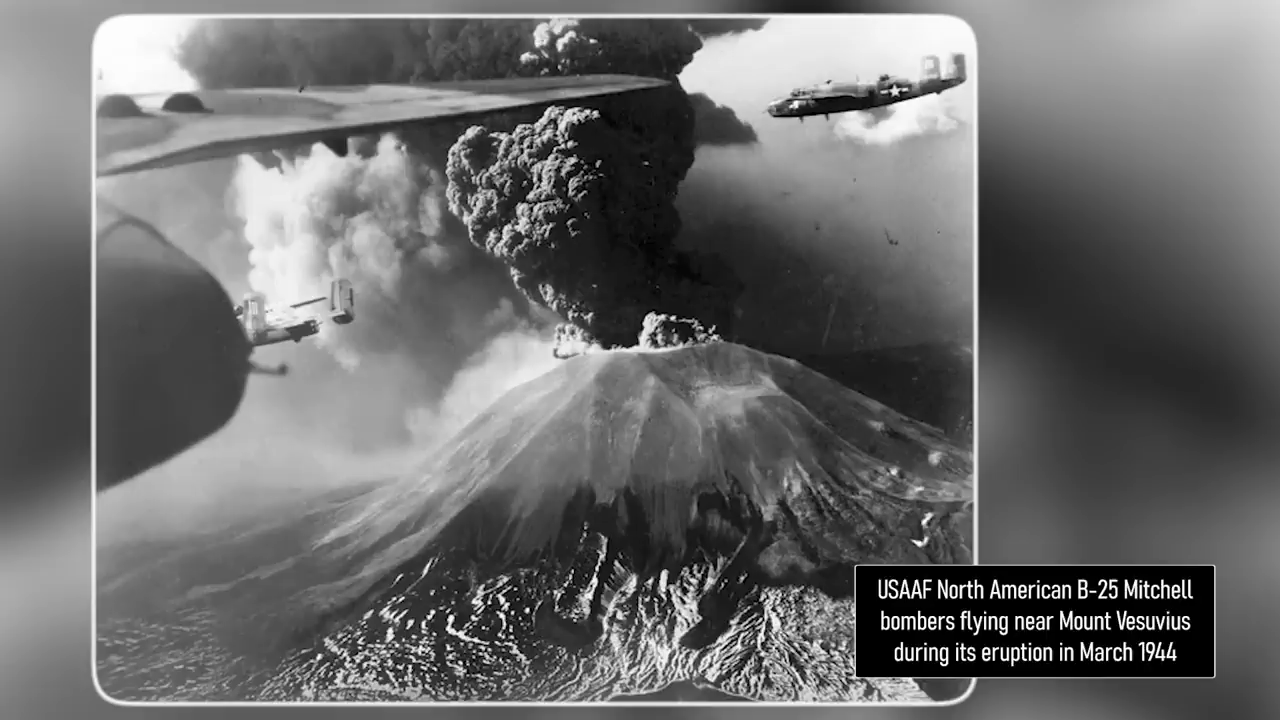 USAAF North American B-25 Mitchell
bombers flying near Mount Vesuvius
during its eruption in March 1944